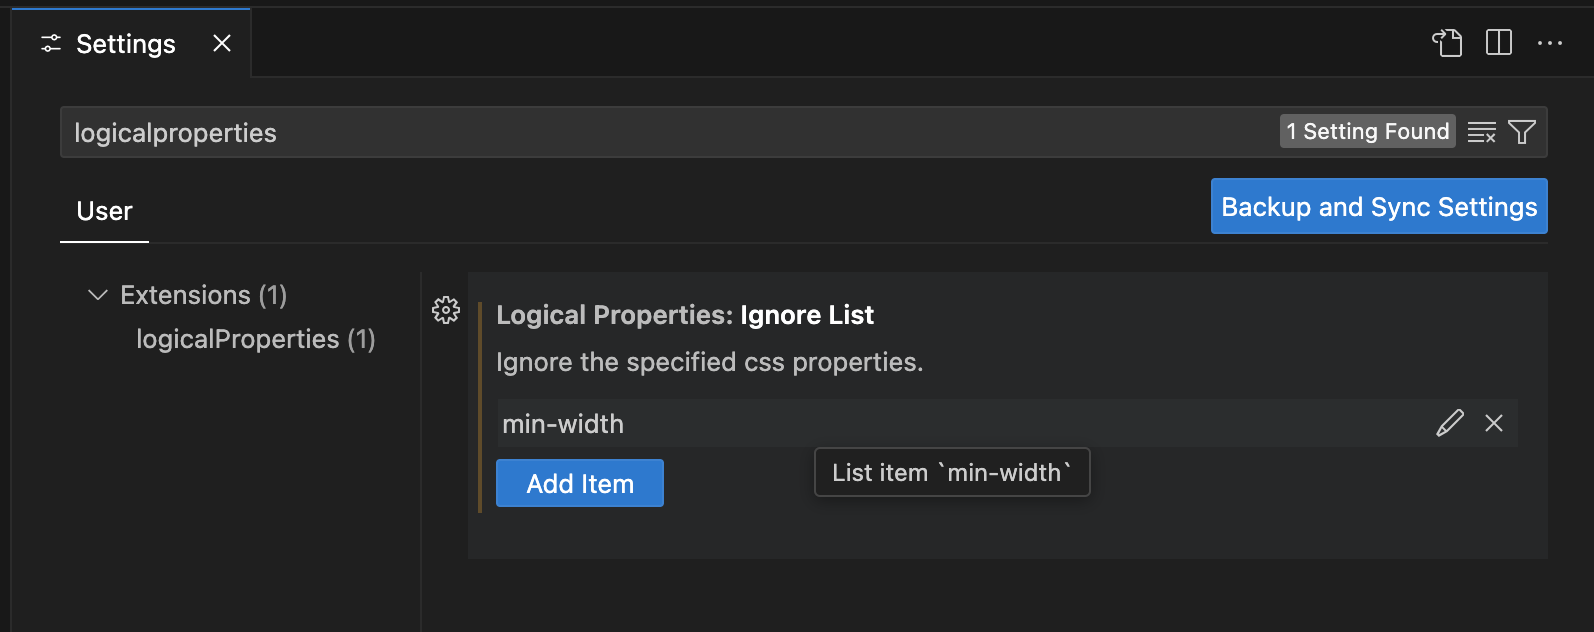 Settings
logicalproperties
1 Setting Found
User
Backup and Sync Settings
Extensions (1)
logicalProperties (1)
Logical Properties: Ignore List
Ignore the specified css properties.
min-width
List item `min-width`
Add Item